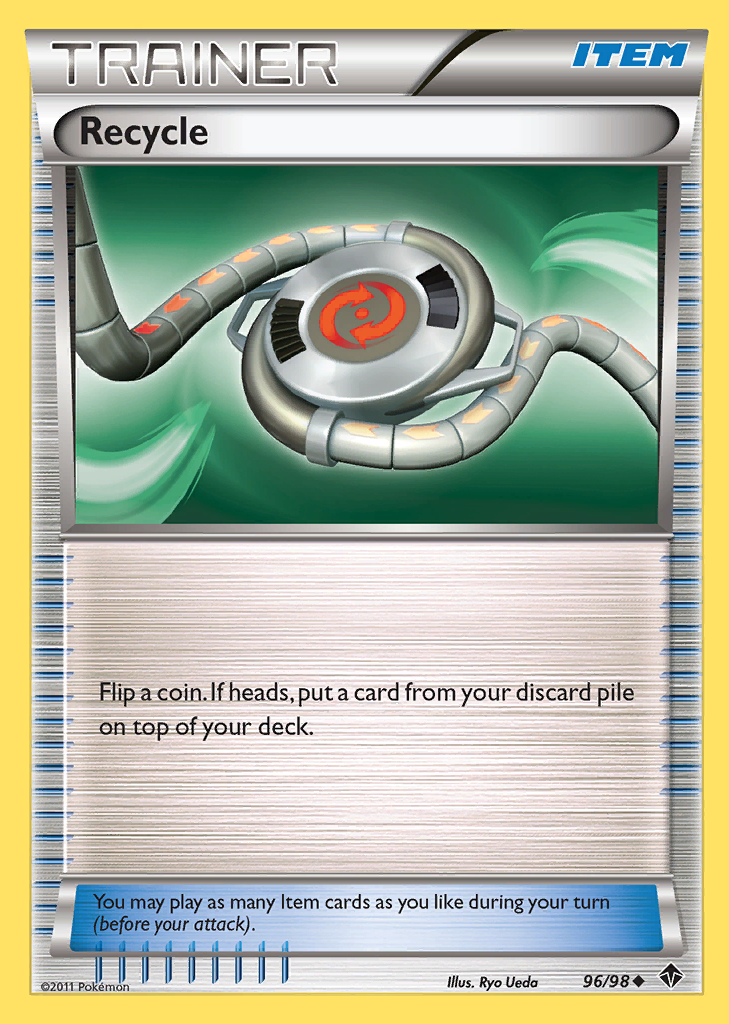 TRAINER
ITEM
Recycle
Flip a coin. If heads, put a card from your discard pile
on top of your deck.
You may play as many Item cards as you like during your turn
(before your attack).
©2011 Pokémon
Illus. Ryo Ueda
96/98